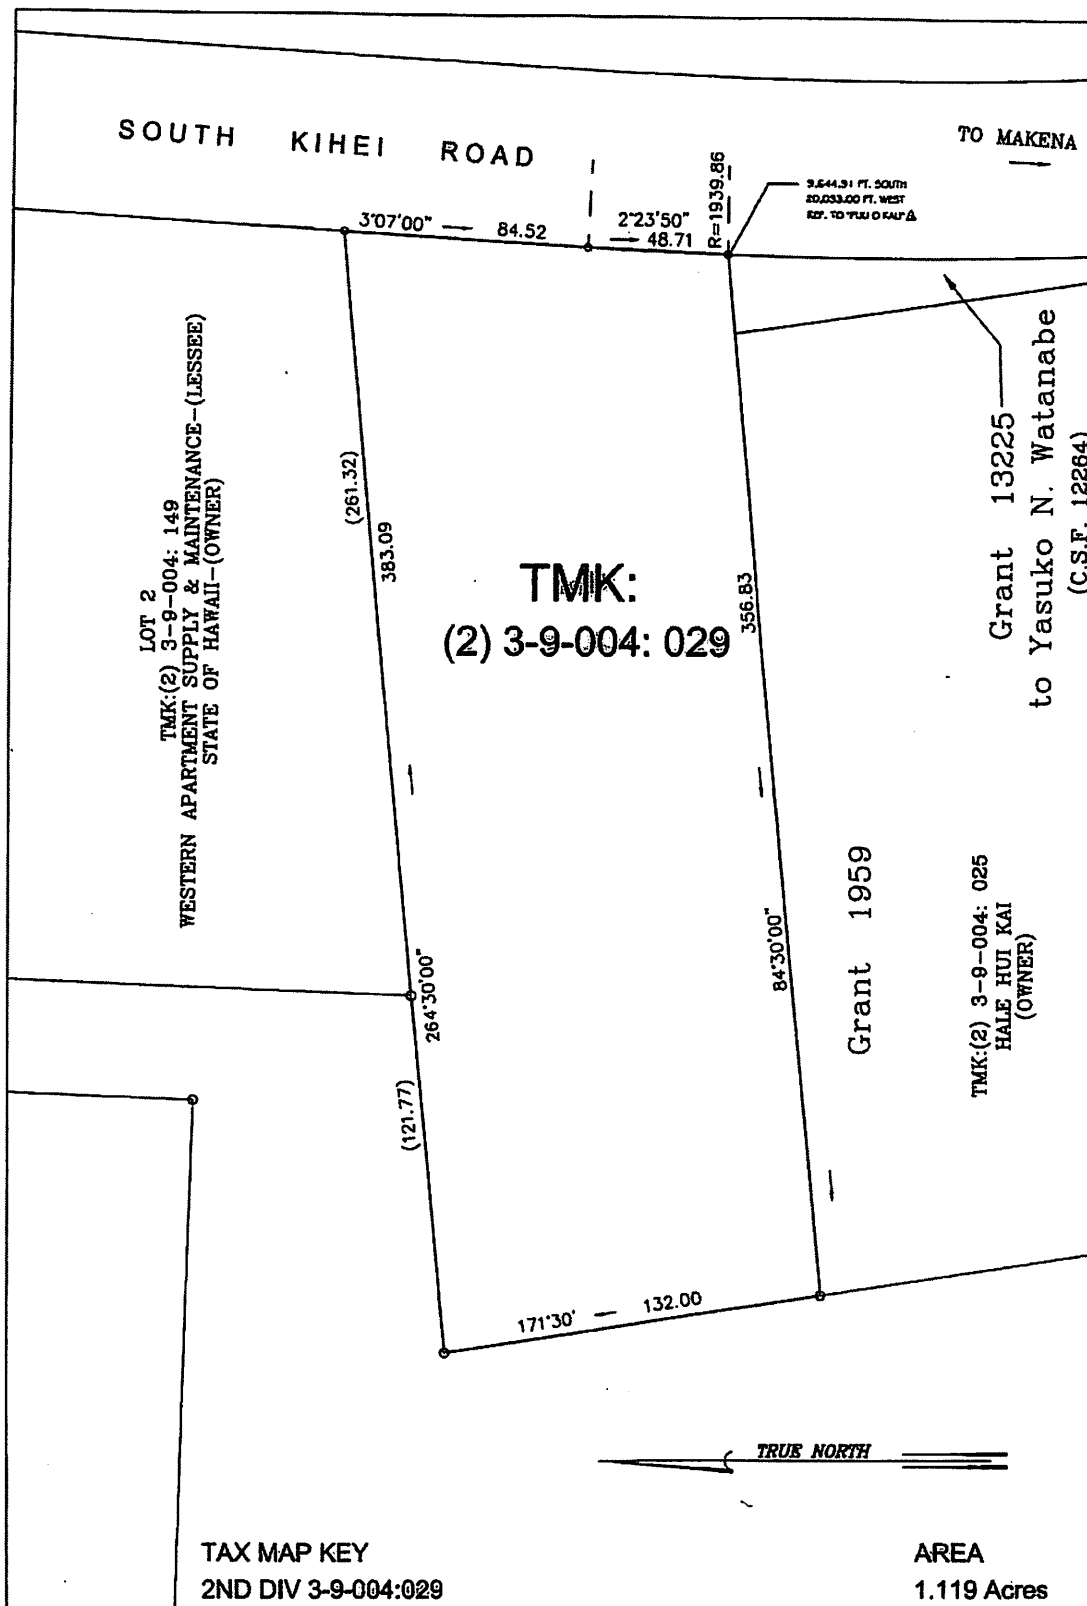 SOUTH KIHEI ROAD
TO MAKENA
3°07'00" 84.52
2°23'50"
48.71
R=1939.86
9,644.91 FT. SOUTH
20,033.00 FT. WEST
REF. TO "PUU O KALI" △
LOT 2
TMK:(2) 3-9-004: 149
WESTERN APARTMENT SUPPLY & MAINTENANCE-(LESSEE)
STATE OF HAWAII-(OWNER)
(261.32)
383.09
TMK:
(2) 3-9-004: 029
356.83
84°30'00"
Grant 13225
to Yasuko N. Watanabe
(C.S.F. 12264)
Grant 1959
TMK:(2) 3-9-004: 025
HALE HUI KAI
(OWNER)
264°30'00"
(121.77)
171°30' 132.00
TRUE NORTH
TAX MAP KEY
2ND DIV 3-9-004:029
AREA
1.119 Acres